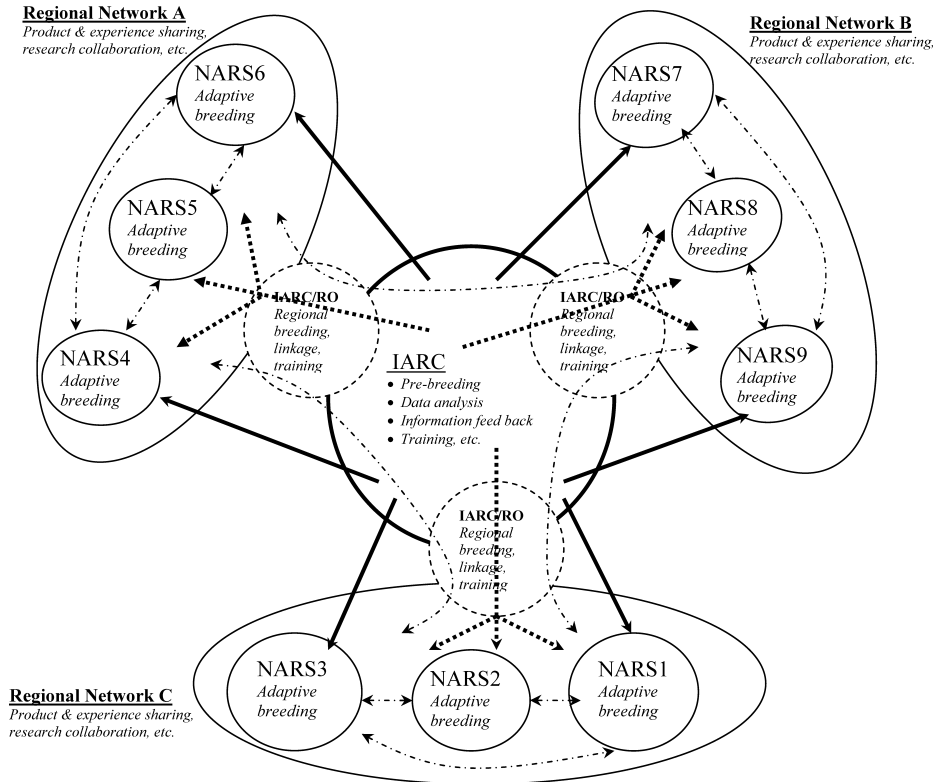 Regional Network A
Product & experience sharing,
research collaboration, etc.
Regional Network B
Product & experience sharing,
research collaboration, etc.
NARS6
Adaptive
breeding
NARS7
Adaptive
breeding
NARS5
Adaptive
breeding
NARS8
Adaptive
breeding
IARC/RO
Regional
breeding,
linkage,
training
IARC/RO
Regional
breeding,
linkage,
training
NARS4
Adaptive
breeding
NARS9
Adaptive
breeding
IARC
• Pre-breeding
• Data analysis
• Information feed back
• Training, etc.
IARC/RO
Regional
breeding,
linkage,
training
NARS3
Adaptive
breeding
NARS2
Adaptive
breeding
NARS1
Adaptive
breeding
Regional Network C
Product & experience sharing,
research collaboration, etc.